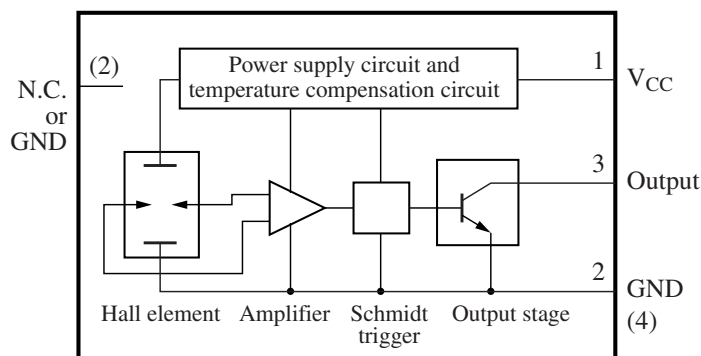 (2)
N.C.
or
GND
Power supply circuit and
temperature compensation circuit
1
VCC
3
Output
2
GND
(4)
Hall element
Amplifier
Schmidt
trigger
Output stage